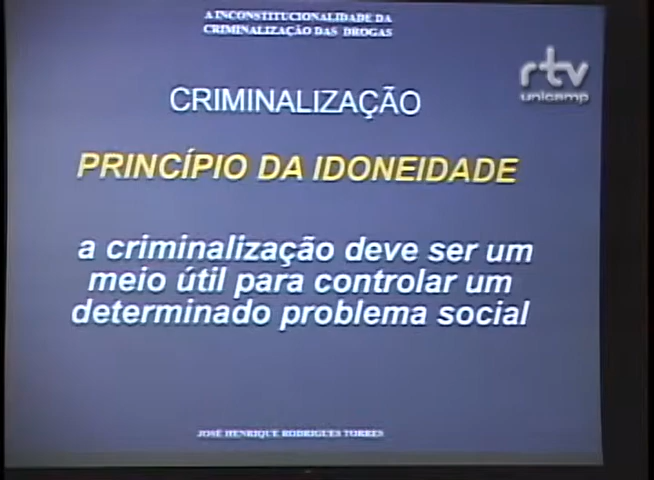 A INCONSTITUCIONALIDADE DA
CRIMINALIZAÇÃO DAS DROGAS
rtv
unicamp
CRIMINALIZAÇÃO
PRINCÍPIO DA IDONEIDADE
a criminalização deve ser um
meio útil para controlar um
determinado problema social
JOSÉ HENRIQUE RODRIGUES TORRES